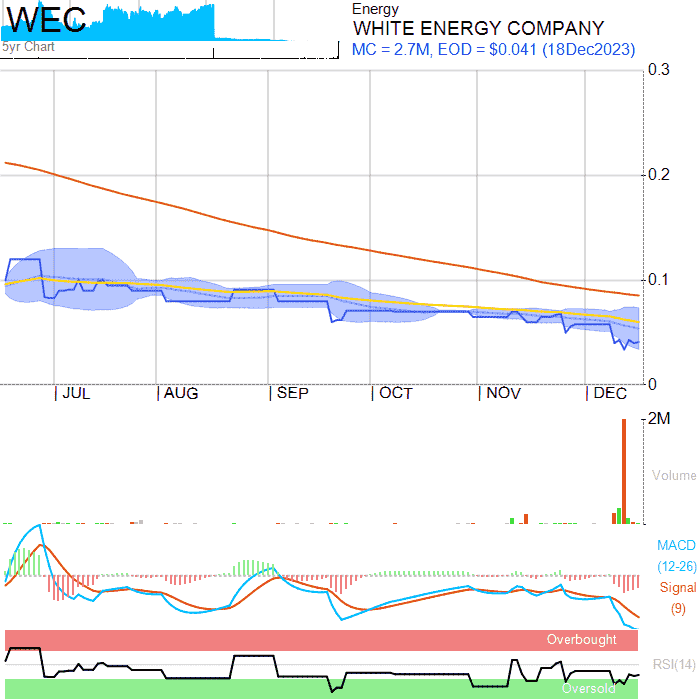 WEC
5yr Chart
Energy
WHITE ENERGY COMPANY
MC = 2.7M, EOD = $0.041 (18Dec2023)
0.3
0.2
0.1
0
JUL AUG SEP OCT NOV DEC
2M
Volume
MACD
(12-26)
Signal
(9)
Overbought
RSI(14)
Oversold